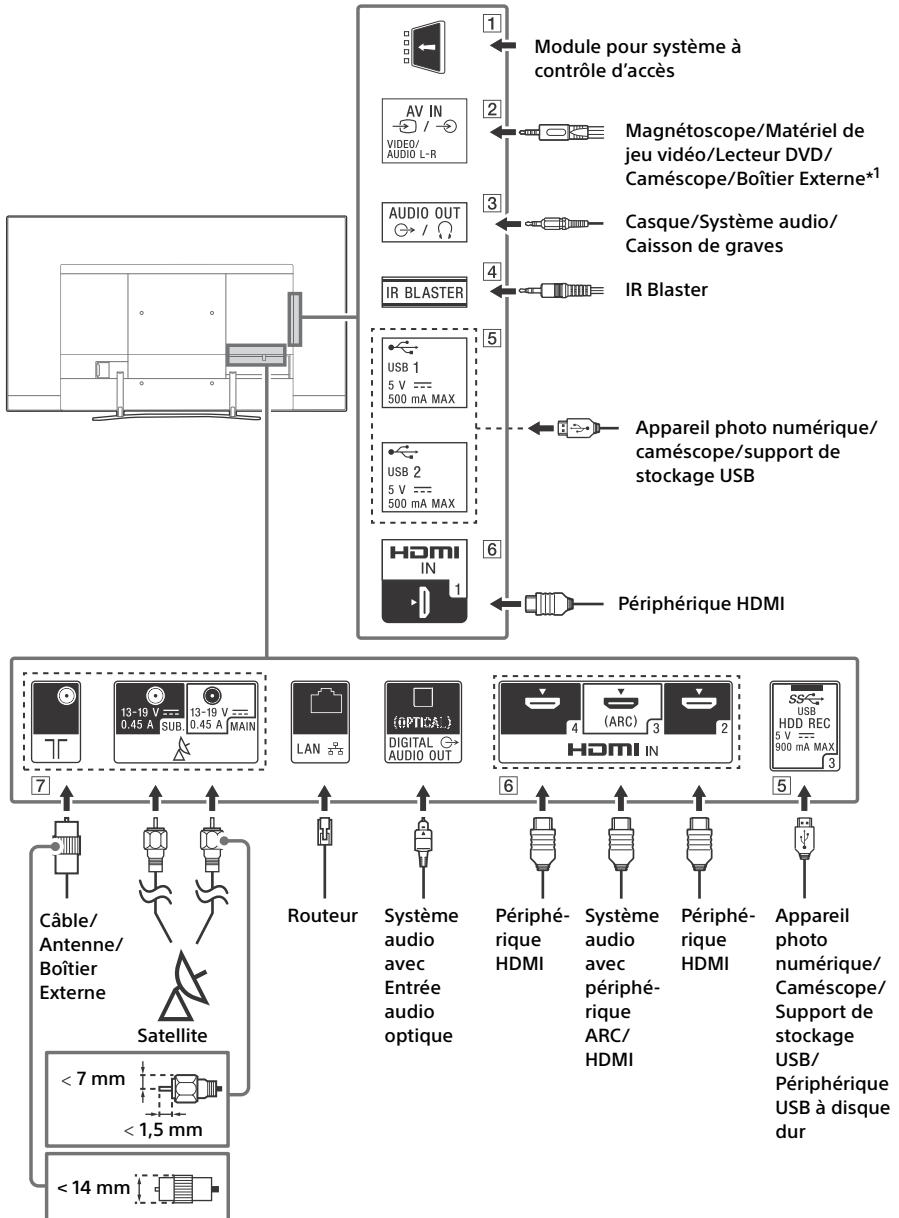 1
Module pour système à
contrôle d'accès
AV IN
/
VIDEO/
AUDIO L-R
2
Magnétoscope/Matériel de
jeu vidéo/Lecteur DVD/
Caméscope/Boîtier Externe*1
AUDIO OUT
/
3
Casque/Système audio/
Caisson de graves
4
IR BLASTER
IR Blaster
5
USB 1
5 V
500 mA MAX
USB 2
5 V
500 mA MAX
Appareil photo numérique/
caméscope/support de
stockage USB
HDMI
IN
1
6
Périphérique HDMI
13-19 V
0.45 A SUB.
13-19 V
0.45 A MAIN
LAN
(OPTICAL)
DIGITAL
AUDIO OUT
4
(ARC) 3
2
HDMI IN
SS
USB
HDD REC
5 V
900 mA MAX
3
7
6
5
Câble/
Antenne/
Boîtier
Externe
Satellite
Routeur
Système
audio
avec
Entrée
audio
optique
Périphé-
rique
HDMI
Système
audio
avec
périphé-
rique
ARC/
HDMI
Périphé-
rique
HDMI
Appareil
photo
numérique/
Caméscope/
Support de
stockage
USB/
Périphérique
USB à disque
dur
< 7 mm
< 1,5 mm
< 14 mm